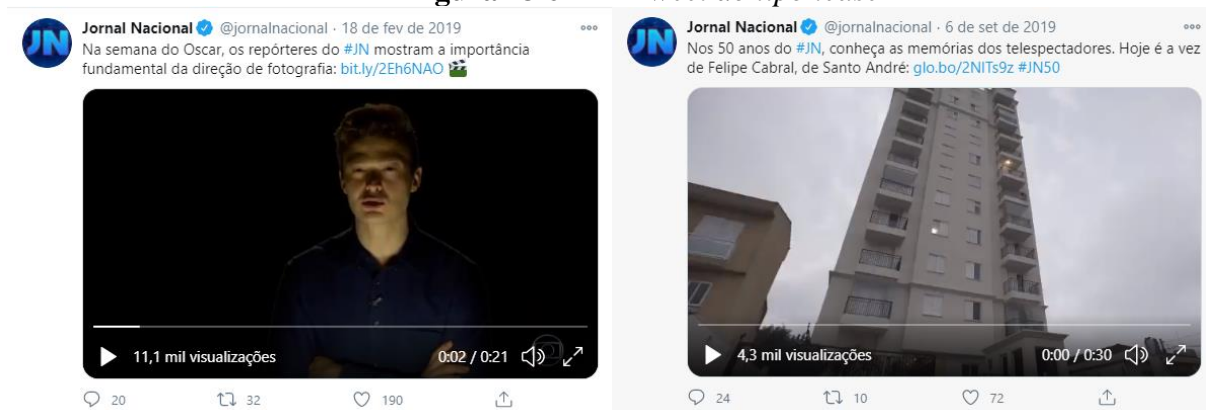 JN
Jornal Nacional @jornalnacional · 18 de fev de 2019
Na semana do Oscar, os repórteres do #JN mostram a importância
fundamental da direção de fotografia: bit.ly/2Eh6NAO
11,1 mil visualizações
0:02 / 0:21
20 32 190
JN
Jornal Nacional @jornalnacional · 6 de set de 2019
Nos 50 anos do #JN, conheça as memórias dos telespectadores. Hoje é a vez
de Felipe Cabral, de Santo André: glo.bo/2NITs9z #JN50
4,3 mil visualizações
0:00 / 0:30
24 10 72